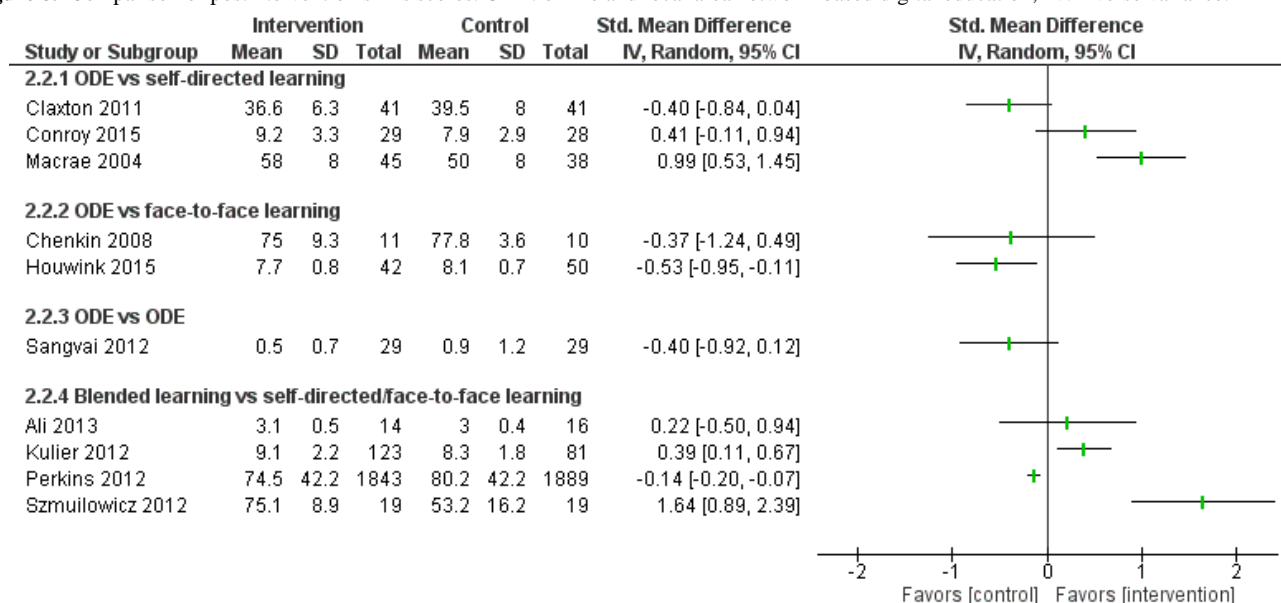 Intervention Control Std. Mean Difference Std. Mean Difference
Study or Subgroup Mean SD Total Mean SD Total IV, Random, 95% CI IV, Random, 95% CI
2.2.1 ODE vs self-directed learning
Claxton 2011 36.6 6.3 41 39.5 8 41 -0.40 [-0.84, 0.04]
Conroy 2015 9.2 3.3 29 7.9 2.9 28 0.41 [-0.11, 0.94]
Macrae 2004 58 8 45 50 8 38 0.99 [0.53, 1.45]
2.2.2 ODE vs face-to-face learning
Chenkin 2008 75 9.3 11 77.8 3.6 10 -0.37 [-1.24, 0.49]
Houwink 2015 7.7 0.8 42 8.1 0.7 50 -0.53 [-0.95, -0.11]
2.2.3 ODE vs ODE
Sangvai 2012 0.5 0.7 29 0.9 1.2 29 -0.40 [-0.92, 0.12]
2.2.4 Blended learning vs self-directed/face-to-face learning
Ali 2013 3.1 0.5 14 3 0.4 16 0.22 [-0.50, 0.94]
Kulier 2012 9.1 2.2 123 8.3 1.8 81 0.39 [0.11, 0.67]
Perkins 2012 74.5 42.2 1843 80.2 42.2 1889 -0.14 [-0.20, -0.07]
Szmuilowicz 2012 75.1 8.9 19 53.2 16.2 19 1.64 [0.89, 2.39]
-2 -1 0 1 2
Favors [control] Favors [intervention]